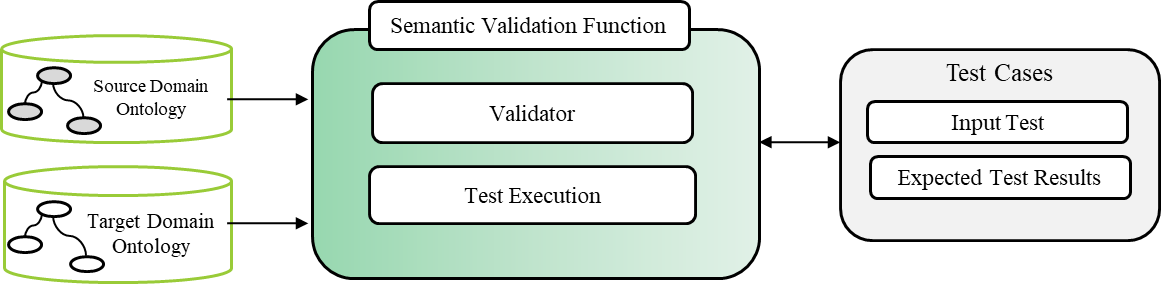 Semantic Validation Function
Source Domain
Ontology
Validator
Test Execution
Target Domain
Ontology
Test Cases
Input Test
Expected Test Results